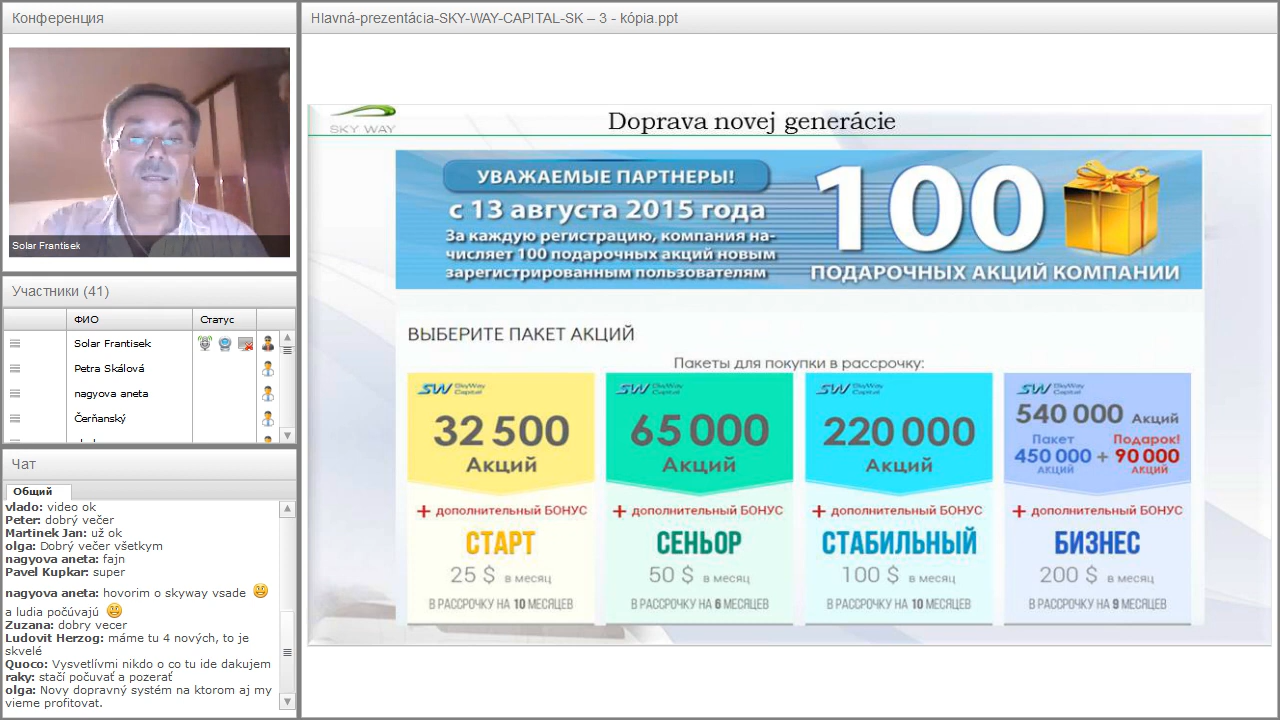 Конференция
Solar Frantisek
Участники (41)
ФИО
Статус
Solar Frantisek
Petra Skálová
nagyova aneta
Čerňanský
Чат
Общий
vlado: video ok
Peter: dobrý večer
Martinek Jan: už ok
olga: Dobrý večer všetkym
nagyova aneta: fajn
Pavel Kupkar: super
nagyova aneta: hovorim o skyway vsade
a ludia počúvajú
Zuzana: dobry vecer
Ludovit Herzog: máme tu 4 nových, to je
skvelé
Quoco: Vysvetlívmi nikdo o co tu ide dakujem
raky: stačí počuvať a pozerať
olga: Novy dopravný systém na ktorom aj my
vieme profitovat.
Hlavná-prezentácia-SKY-WAY-CAPITAL-SK – 3 - kópia.ppt
SKY WAY
Doprava novej generácie
УВАЖАЕМЫЕ ПАРТНЕРЫ!
с 13 августа 2015 года
За каждую регистрацию, компания на-
числяет 100 подарочных акций новым
зарегистрированным пользователям
100
ПОДАРОЧНЫХ АКЦИЙ КОМПАНИИ
ВЫБЕРИТЕ ПАКЕТ АКЦИЙ
Пакеты для покупки в рассрочку:
SW SkyWay Capital
32 500
Акций
+ дополнительный БОНУС
СТАРТ
25 $ в месяц
В РАССРОЧКУ НА 10 МЕСЯЦЕВ
SW SkyWay Capital
65 000
Акций
+ дополнительный БОНУС
СЕНЬОР
50 $ в месяц
В РАССРОЧКУ НА 6 МЕСЯЦЕВ
SW SkyWay Capital
220 000
Акций
+ дополнительный БОНУС
СТАБИЛЬНЫЙ
100 $ в месяц
В РАССРОЧКУ НА 10 МЕСЯЦЕВ
SW SkyWay Capital
540 000 Акций
Пакет Подарок!
450 000 + 90 000
АКЦИЙ АКЦИЙ
+ дополнительный БОНУС
БИЗНЕС
200 $ в месяц
В РАССРОЧКУ НА 9 МЕСЯЦЕВ